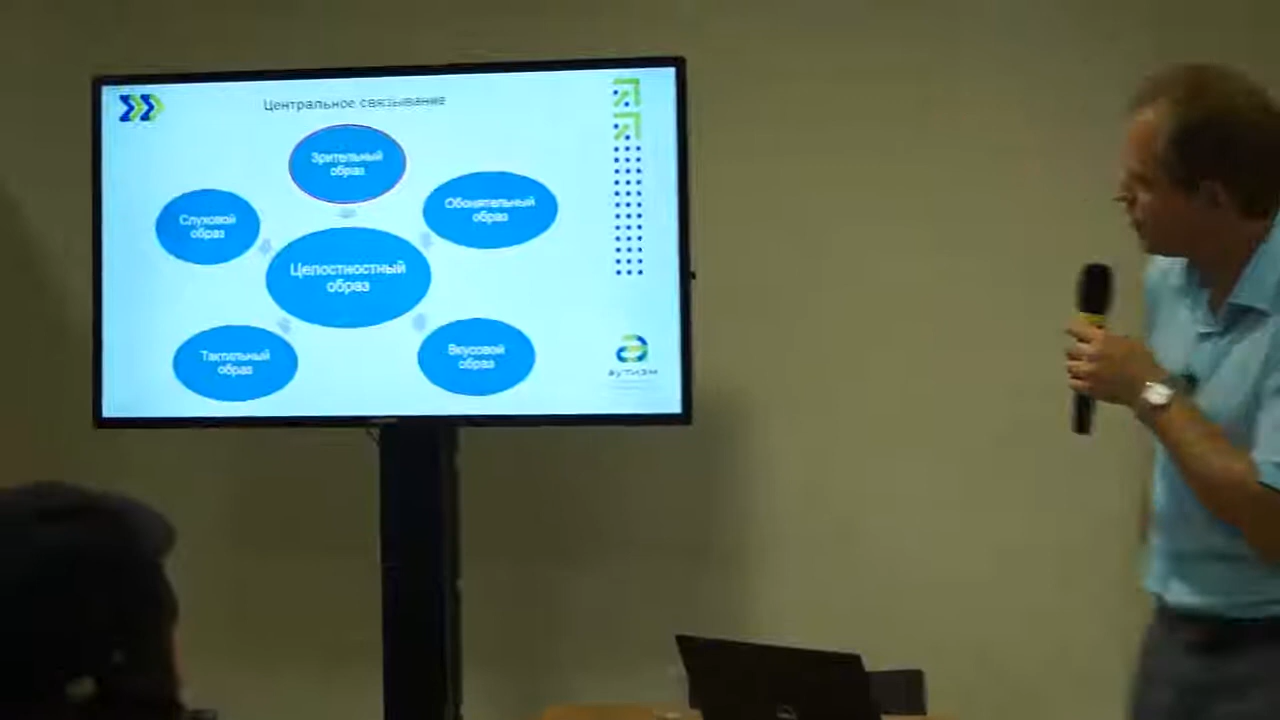 Центральное связывание
Зрительный
образ
Слуховой
образ
Обонятельный
образ
Целостностный
образ
Тактильный
образ
Вкусовой
образ
аутизм